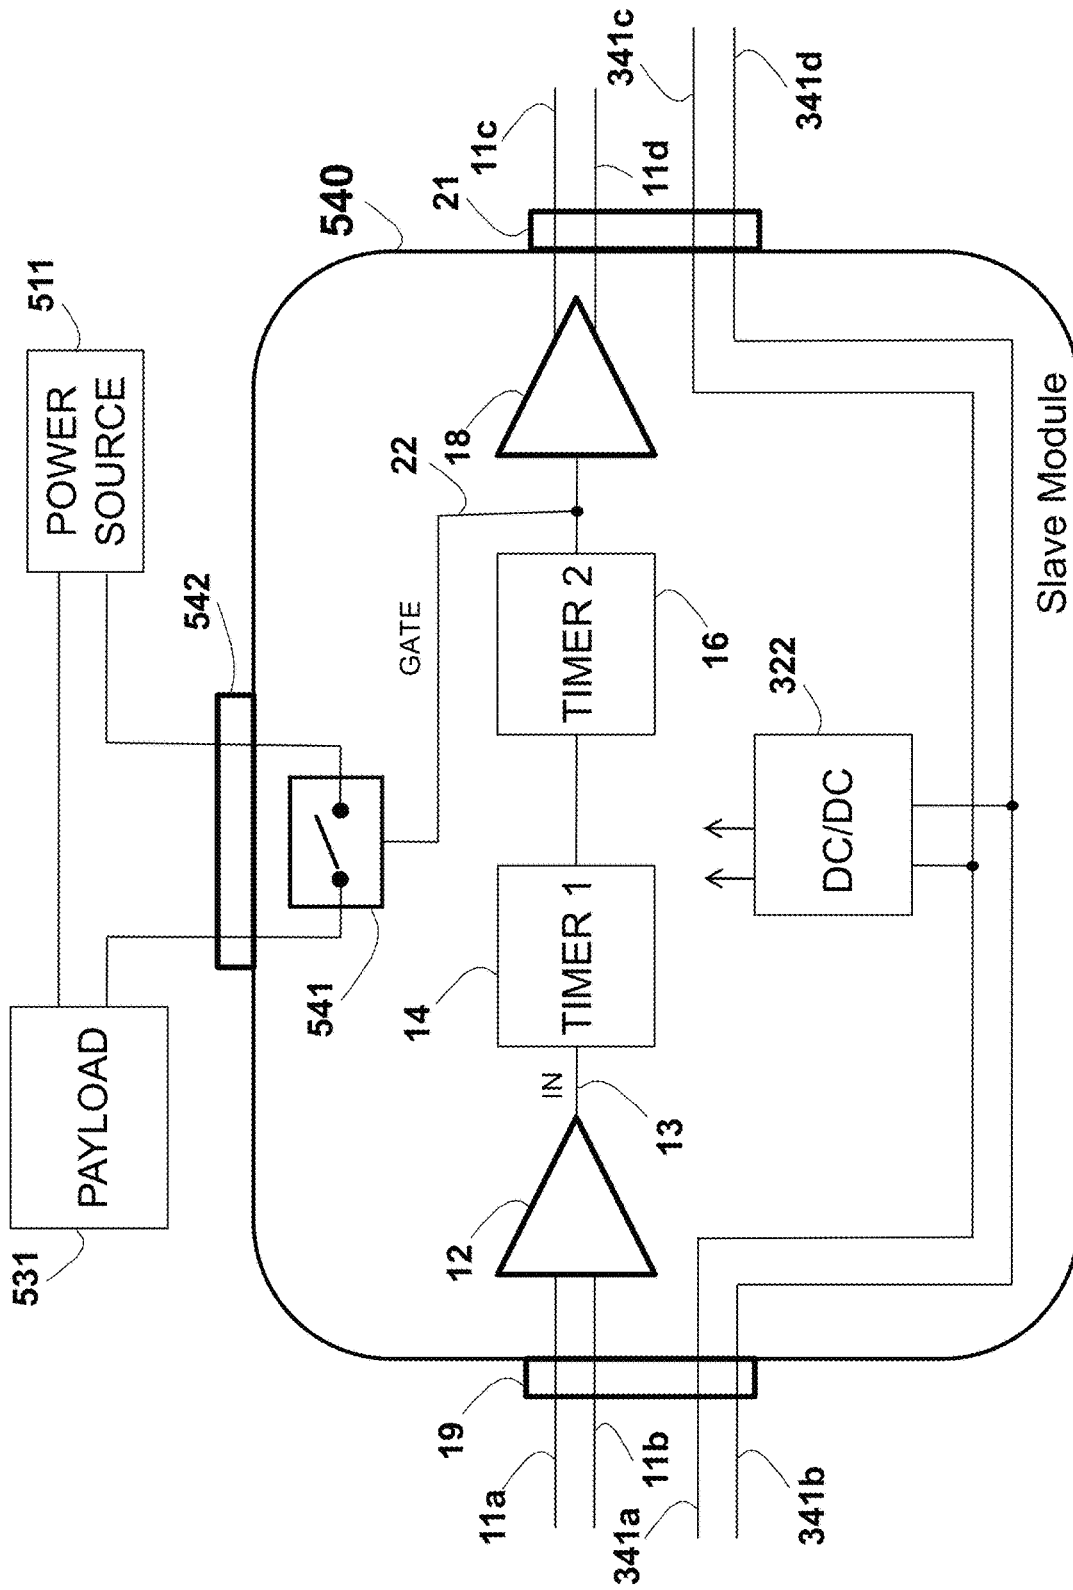 511
POWER
SOURCE
PAYLOAD
531
542
540
541
GATE
22
21
11c
11d
341c
341d
18
TIMER 2
16
TIMER 1
14
IN
13
12
19
11a
11b
341a
341b
DC/DC
322
Slave Module